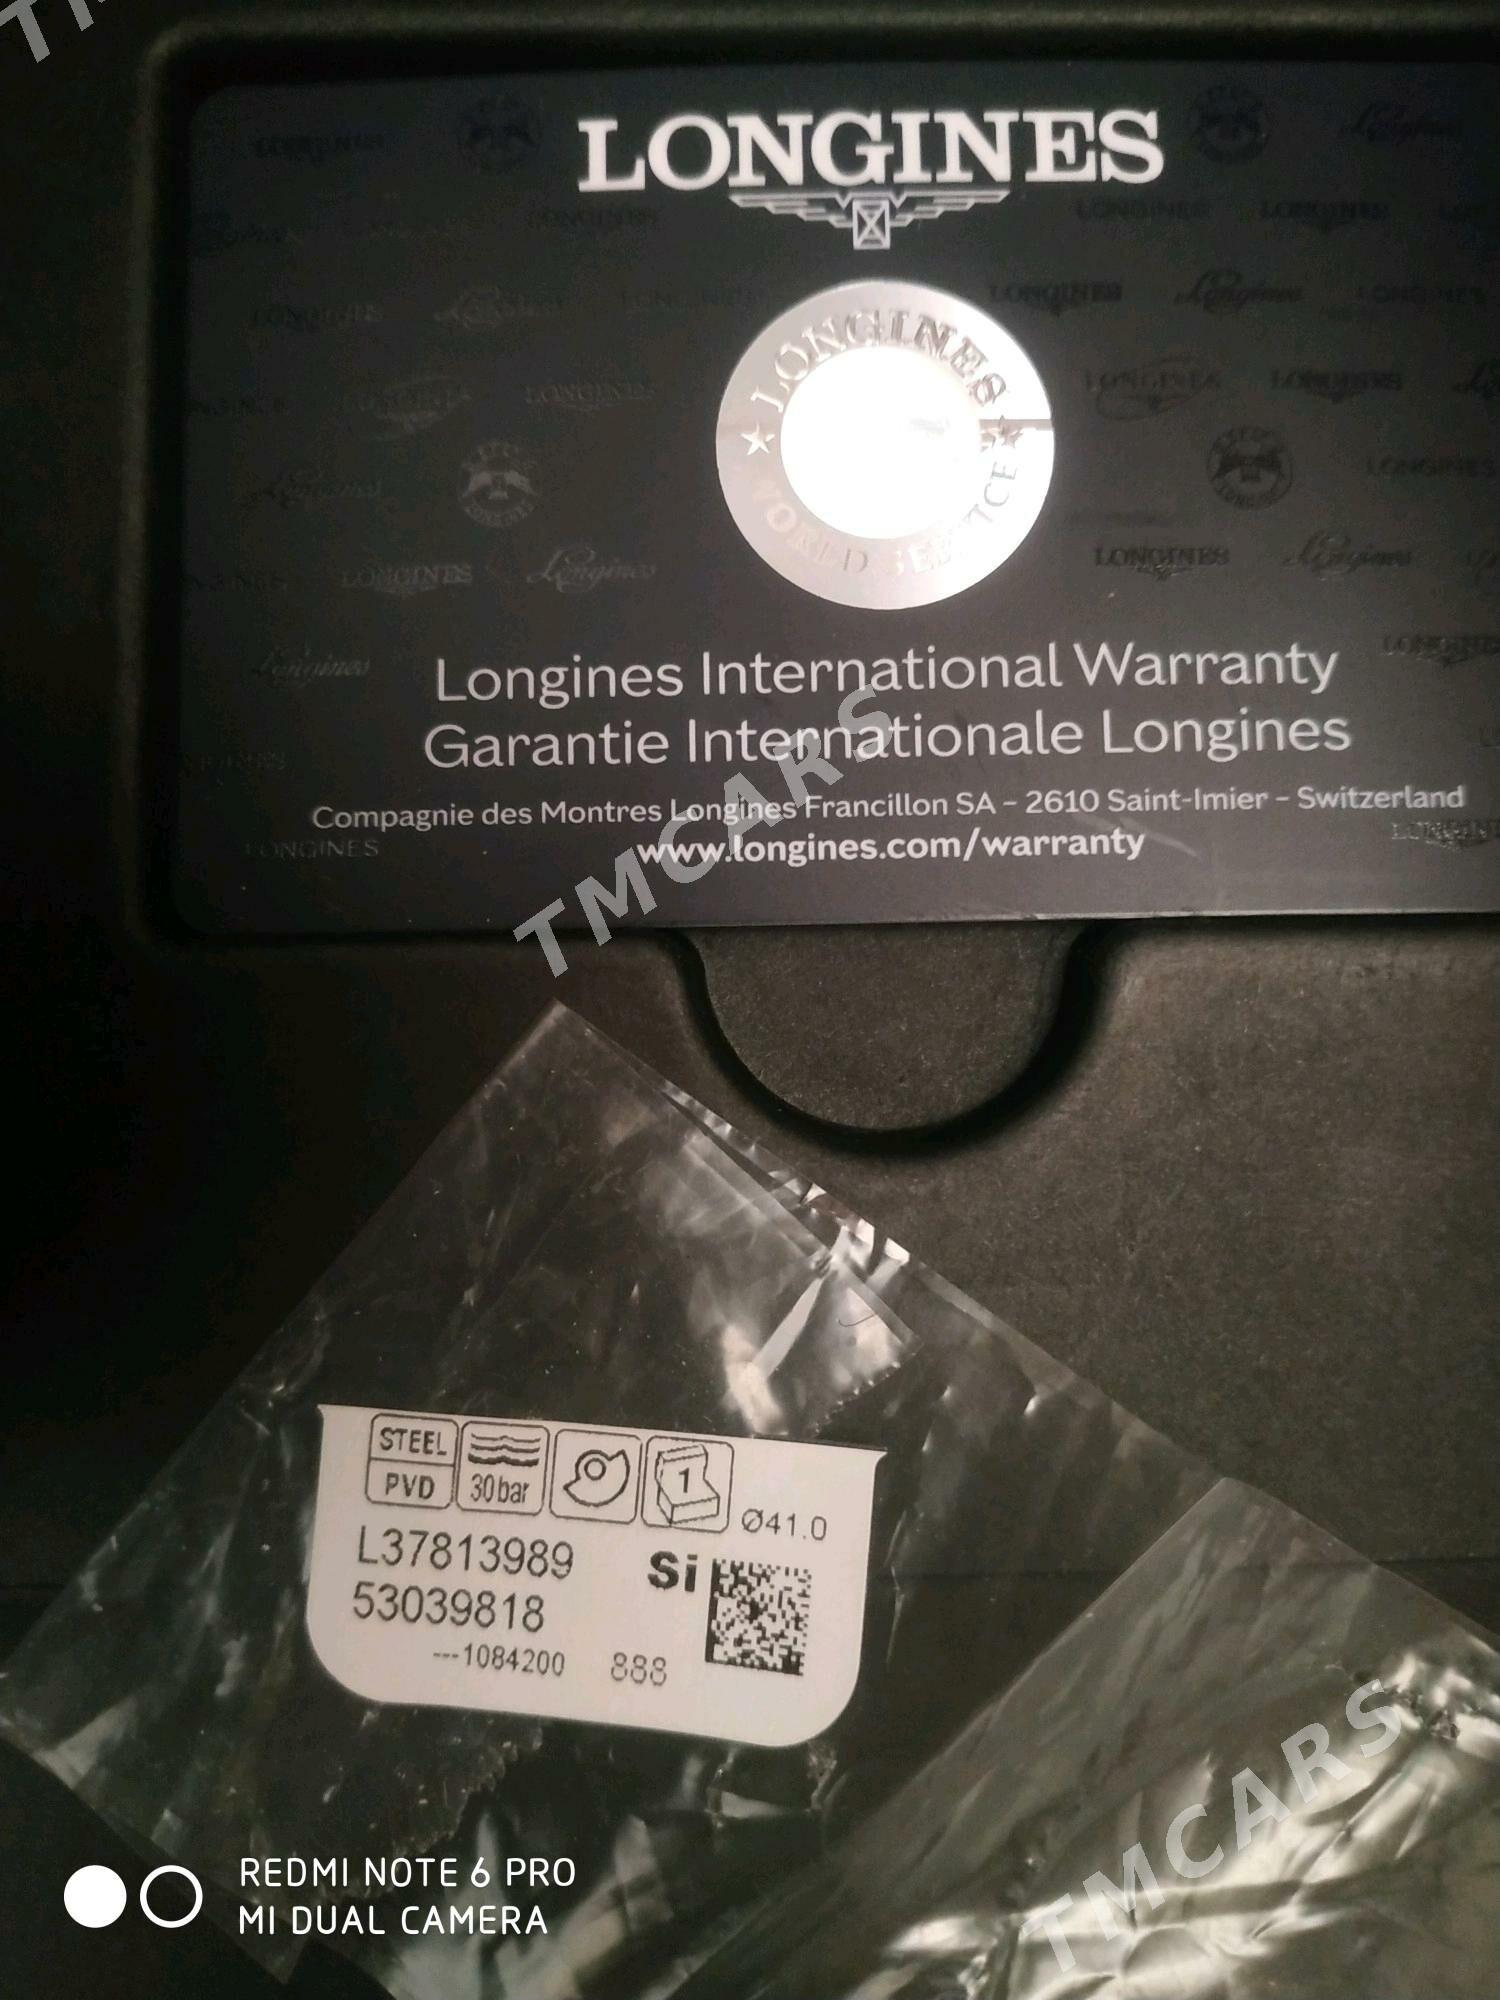 LONGINES
LONGINES
WORLD SERVICE
Longines International Warranty
Garantie Internationale Longines
Compagnie des Montres Longines Francillon SA – 2610 Saint-Imier – Switzerland
www.longines.com/warranty
TMCARS
STEEL
PVD
30 bar
1
Ø41.0
L37813989
Si
53039818
---1084200 888
TMCARS
REDMI NOTE 6 PRO
MI DUAL CAMERA